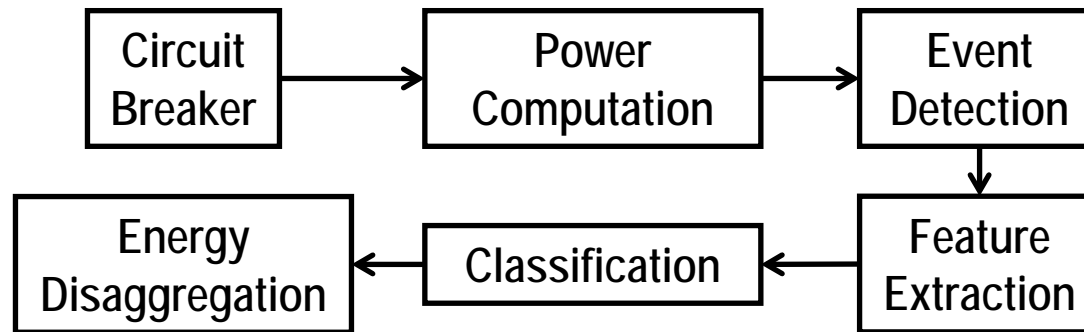 Circuit
Breaker
Power
Computation
Event
Detection
Feature
Extraction
Classification
Energy
Disaggregation